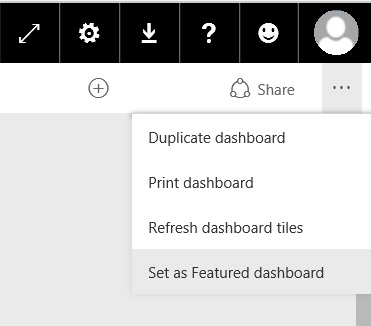 Share
Duplicate dashboard
Print dashboard
Refresh dashboard tiles
Set as Featured dashboard